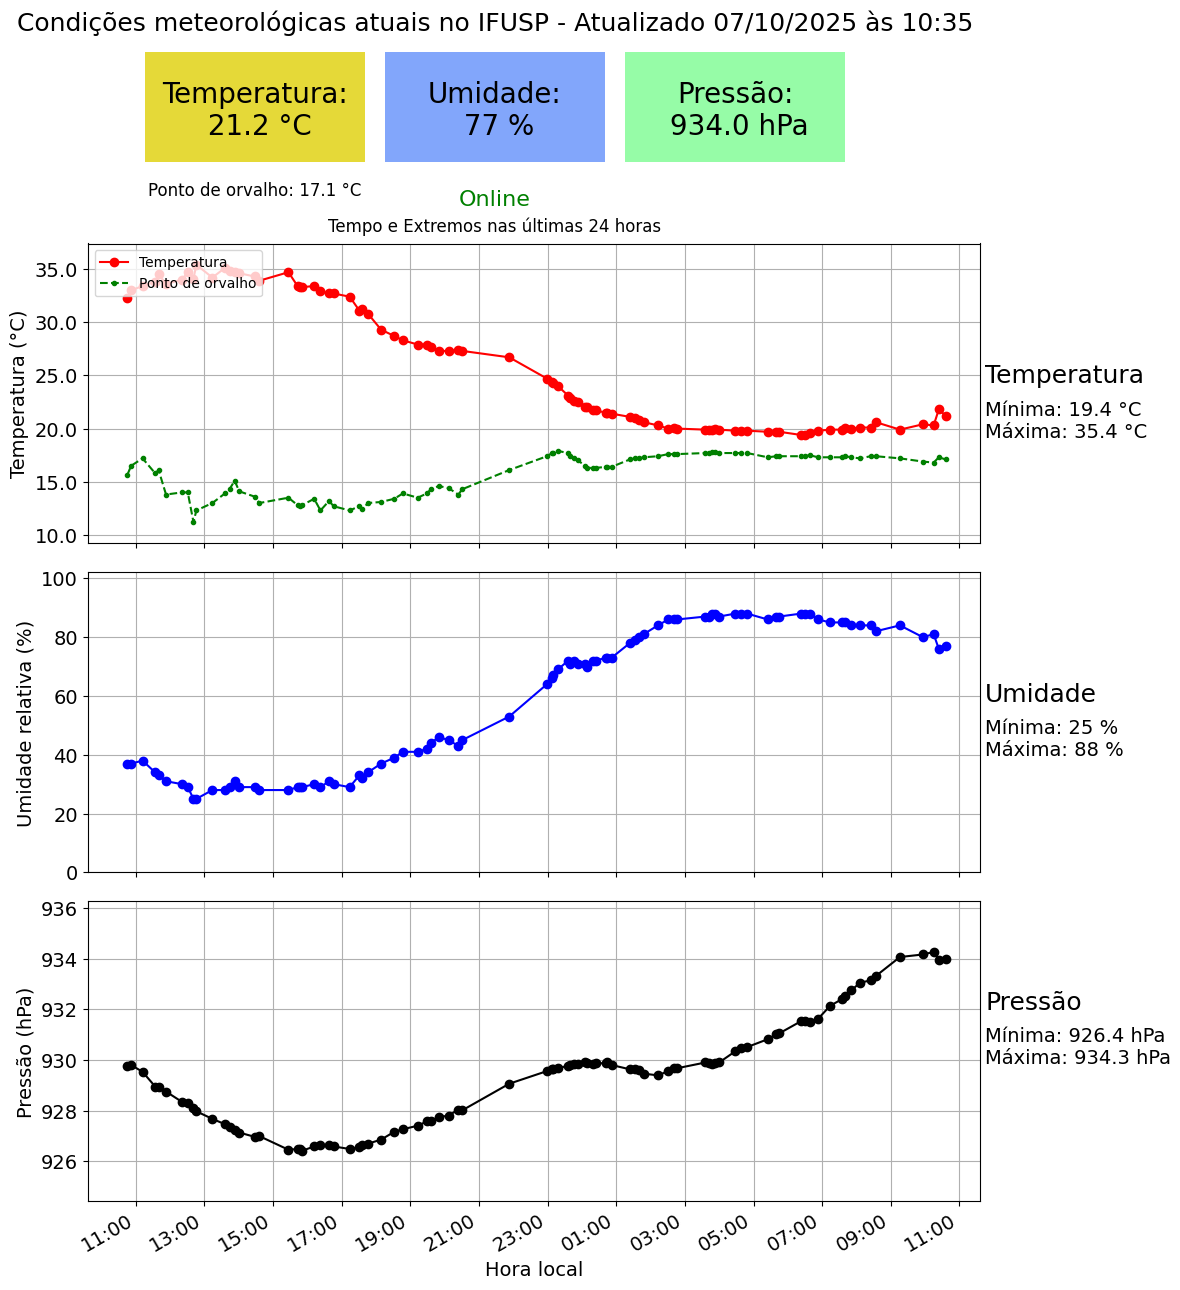 Condições meteorológicas atuais no IFUSP - Atualizado 07/10/2025 às 10:35
Temperatura:
21.2 °C
Umidade:
77 %
Pressão:
934.0 hPa
Ponto de orvalho: 17.1 °C
Online
Tempo e Extremos nas últimas 24 horas
Temperatura
Ponto de orvalho
Temperatura (°C)
35.0
30.0
25.0
20.0
15.0
10.0
Temperatura
Mínima: 19.4 °C
Máxima: 35.4 °C
Umidade relativa (%)
100
80
60
40
20
0
Umidade
Mínima: 25 %
Máxima: 88 %
Pressão (hPa)
936
934
932
930
928
926
Pressão
Mínima: 926.4 hPa
Máxima: 934.3 hPa
11:00 13:00 15:00 17:00 19:00 21:00 23:00 01:00 03:00 05:00 07:00 09:00 11:00
Hora local